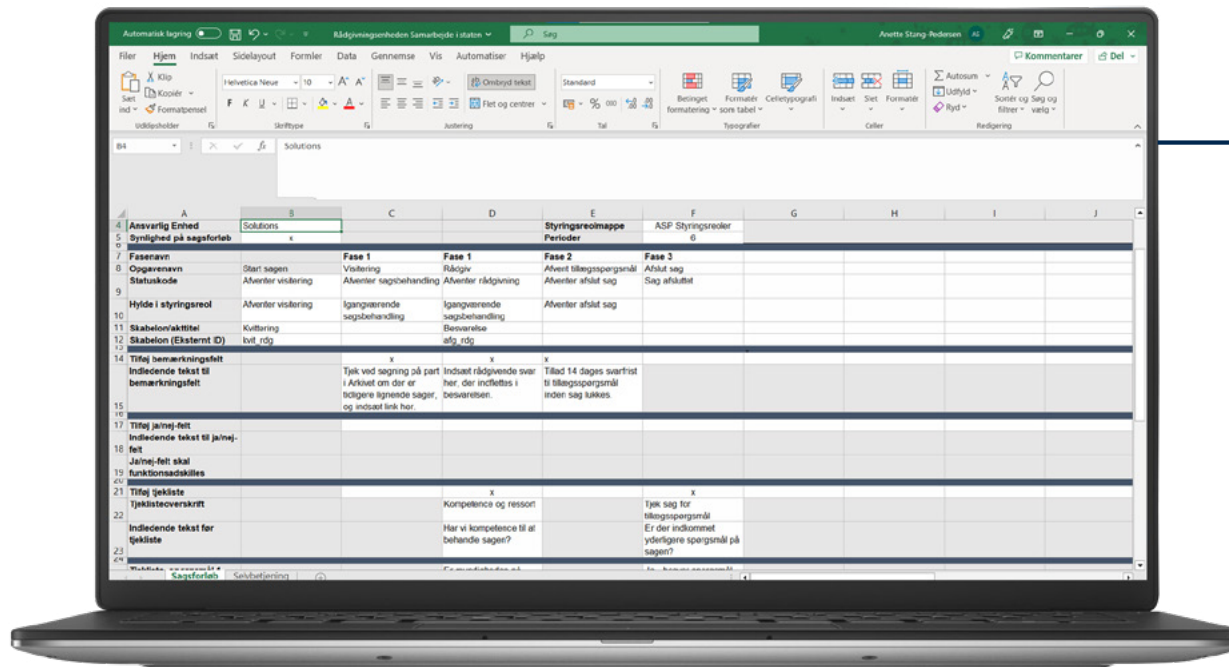 Automatisk lagring Rådgivningsenheden Samarbejde i staten Søg Anette Stang-Pedersen AS
Filer Hjem Indsæt Sidelayout Formler Data Gennemse Vis Automatiser Hjælp Kommentarer Del
Sæt ind Klip Kopiér Formatpensel Helvetica Neue 10 A A F K U A Ombryd tekst Flet og centrer Standard % 000 Betinget formatering Formatér som tabel Celletypografi Indsæt Slet Formatér Autosum Udfyld Ryd Sortér og filtrer Søg og vælg
Udklipsholder Skrifttype Justering Tal Typografier Celler Redigering
B4 fx Solutions
A B C D E F G H I J
4 Ansvarlig Enhed Solutions Styringsreolmappe ASP Styringsreoler
5 Synlighed på sagsforløb x Perioder 6
6
7 Fasenavn Fase 1 Fase 1 Fase 2 Fase 3
8 Opgavenavn Start sagen Visitering Rådgiv Afvent tillægsspørgsmål Afslut sag
9 Statuskode Afventer visitering Afventer sagsbehandling Afventer rådgivning Afventer afslut sag Sag afsluttet
10 Hylde i styringsreol Afventer visitering Igangværende sagsbehandling Igangværende sagsbehandling Afventer afslut sag
11 Skabelon/akttitel Kvittering Besvarelse
12 Skabelon (Eksternt ID) kvit_rdg afg_rdg
13
14 Tilføj bemærkningsfelt x x x
15 Indledende tekst til bemærkningsfelt Tjek ved søgning på part i Arkivet om der er tidligere lignende sager, og indsæt link her. Indsæt rådgivende svar her, der indflettes i besvarelsen. Tillad 14 dages svarfrist til tillægsspørgsmål inden sag lukkes.
16
17 Tilføj ja/nej-felt
18 Indledende tekst til ja/nej-felt
19 Ja/nej-felt skal funktionsadskilles
20
21 Tilføj tjekliste x x
22 Tjeklisteoverskrift Kompetence og ressort Tjek sag for tillægsspørgsmål
23 Indledende tekst før tjekliste Har vi kompetence til at behandle sagen? Er der indkommet yderligere spørgsmål på sagen?
24
Sagsforløb Selvbetjening